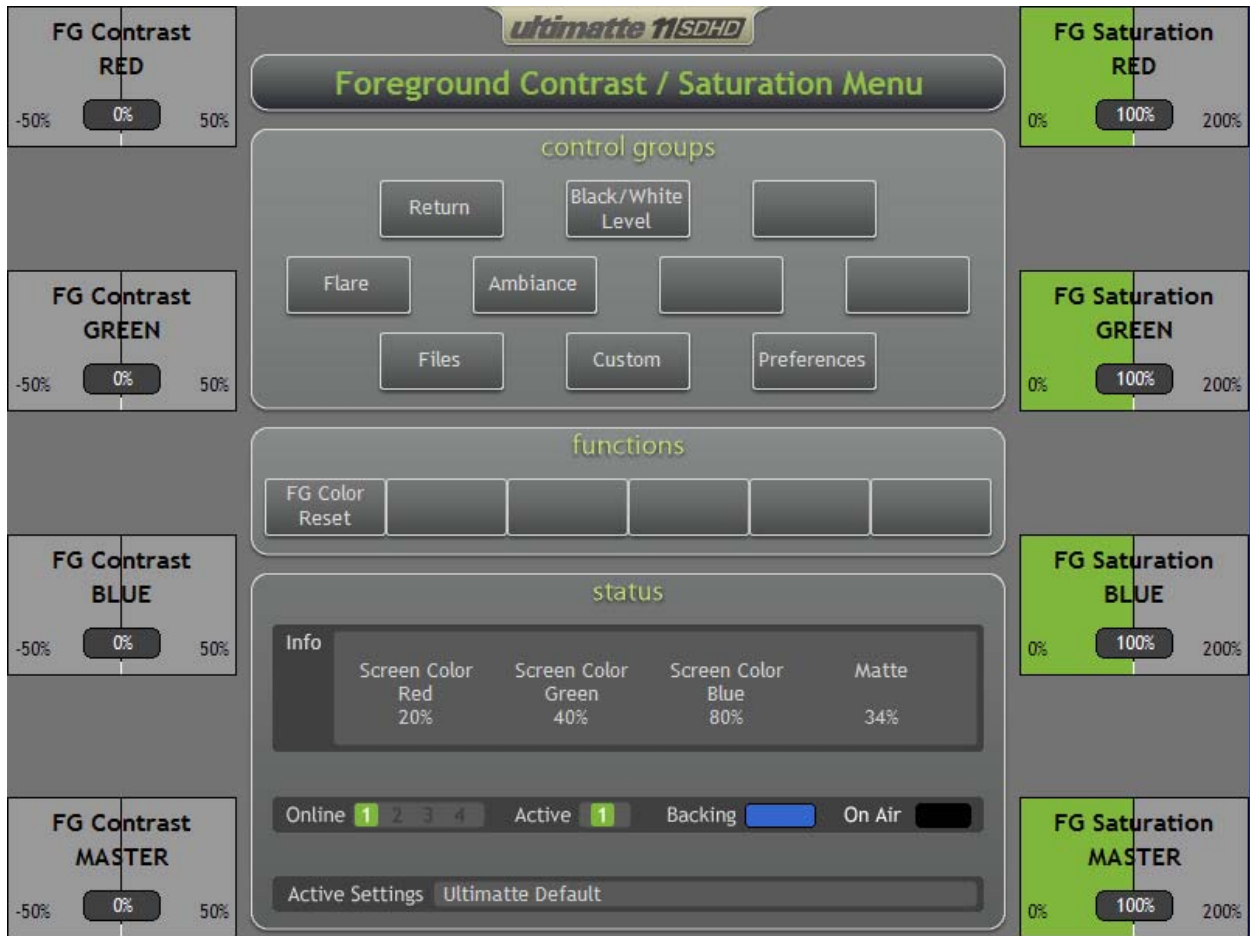 ultimatte 11 SDHD
Foreground Contrast / Saturation Menu
FG Contrast
RED
0%
-50%
50%
FG Contrast
GREEN
0%
-50%
50%
FG Contrast
BLUE
0%
-50%
50%
FG Contrast
MASTER
0%
-50%
50%
control groups
Return
Black/White
Level
Flare
Ambiance
Files
Custom
Preferences
functions
FG Color
Reset
status
Info
Screen Color
Red
20%
Screen Color
Green
40%
Screen Color
Blue
80%
Matte
34%
Online 1 2 3 4
Active 1
Backing
On Air
Active Settings Ultimatte Default
FG Saturation
RED
100%
0%
200%
FG Saturation
GREEN
100%
0%
200%
FG Saturation
BLUE
100%
0%
200%
FG Saturation
MASTER
100%
0%
200%